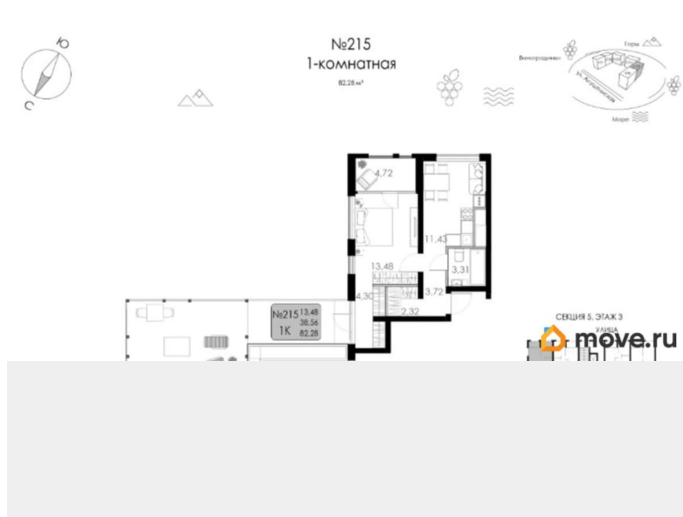 Ю
С
№215
1-комнатная
82.28 м²
Горы
Виноградники
Море
4,72
11,43
13,48
3,31
3,72
4,30
2,32
№215 13,48
38,56
1К 82,28
СЕКЦИЯ 5, ЭТАЖ 3
УЛИЦА
move.ru